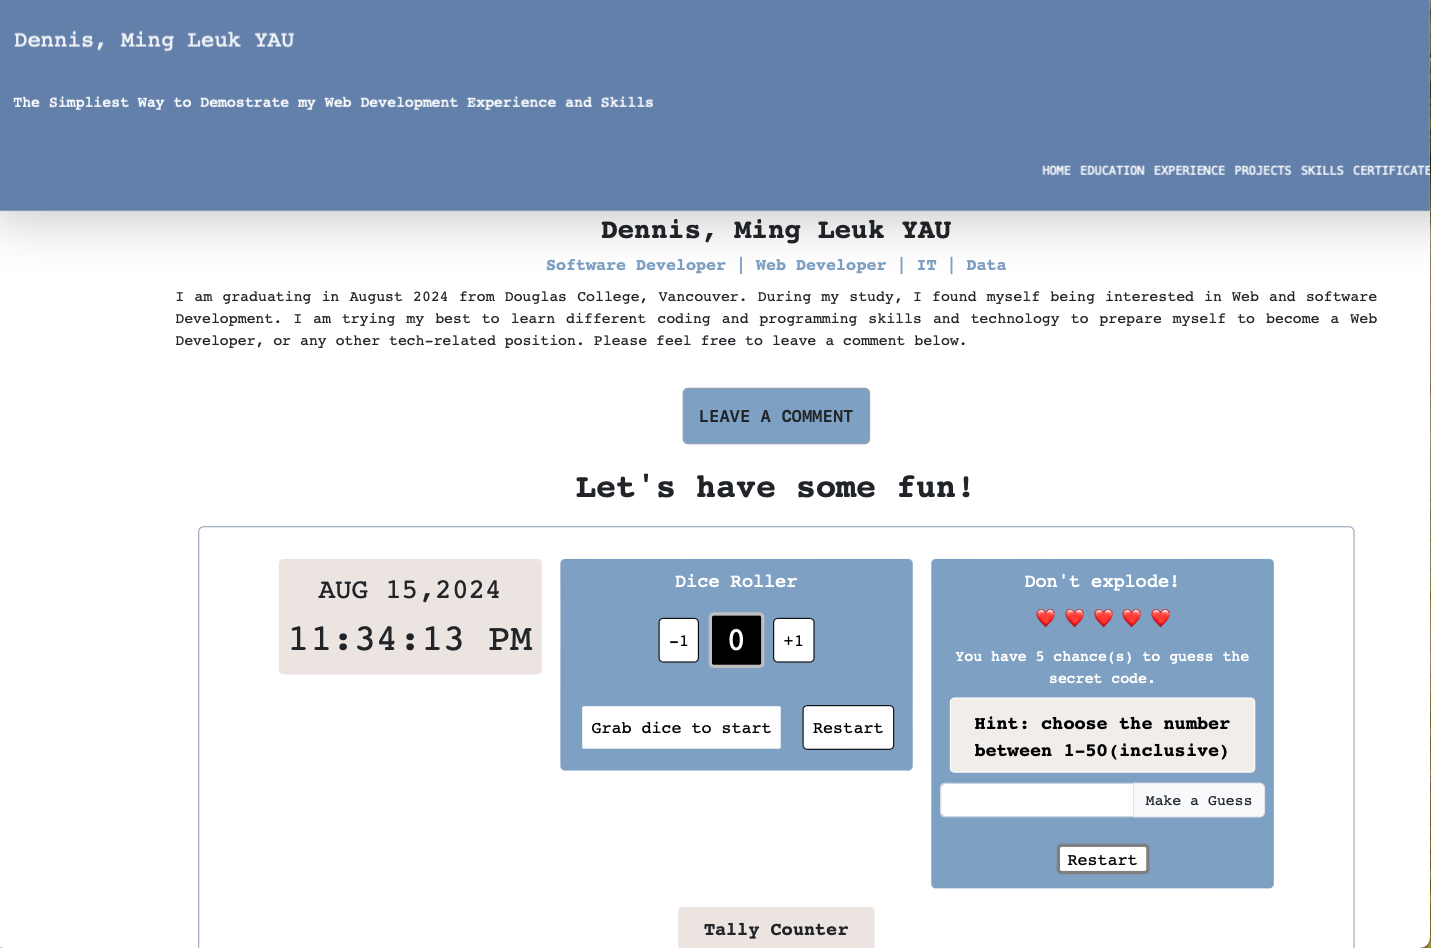 Dennis, Ming Leuk YAU
The Simpliest Way to Demostrate my Web Development Experience and Skills
HOME EDUCATION EXPERIENCE PROJECTS SKILLS CERTIFICATE
Dennis, Ming Leuk YAU
Software Developer | Web Developer | IT | Data
I am graduating in August 2024 from Douglas College, Vancouver. During my study, I found myself being interested in Web and software
Development. I am trying my best to learn different coding and programming skills and technology to prepare myself to become a Web
Developer, or any other tech-related position. Please feel free to leave a comment below.
LEAVE A COMMENT
Let's have some fun!
AUG 15,2024
11:34:13 PM
Dice Roller
-1 0 +1
Grab dice to start Restart
Don't explode!
❤️ ❤️ ❤️ ❤️ ❤️
You have 5 chance(s) to guess the
secret code.
Hint: choose the number
between 1-50(inclusive)
Make a Guess
Restart
Tally Counter